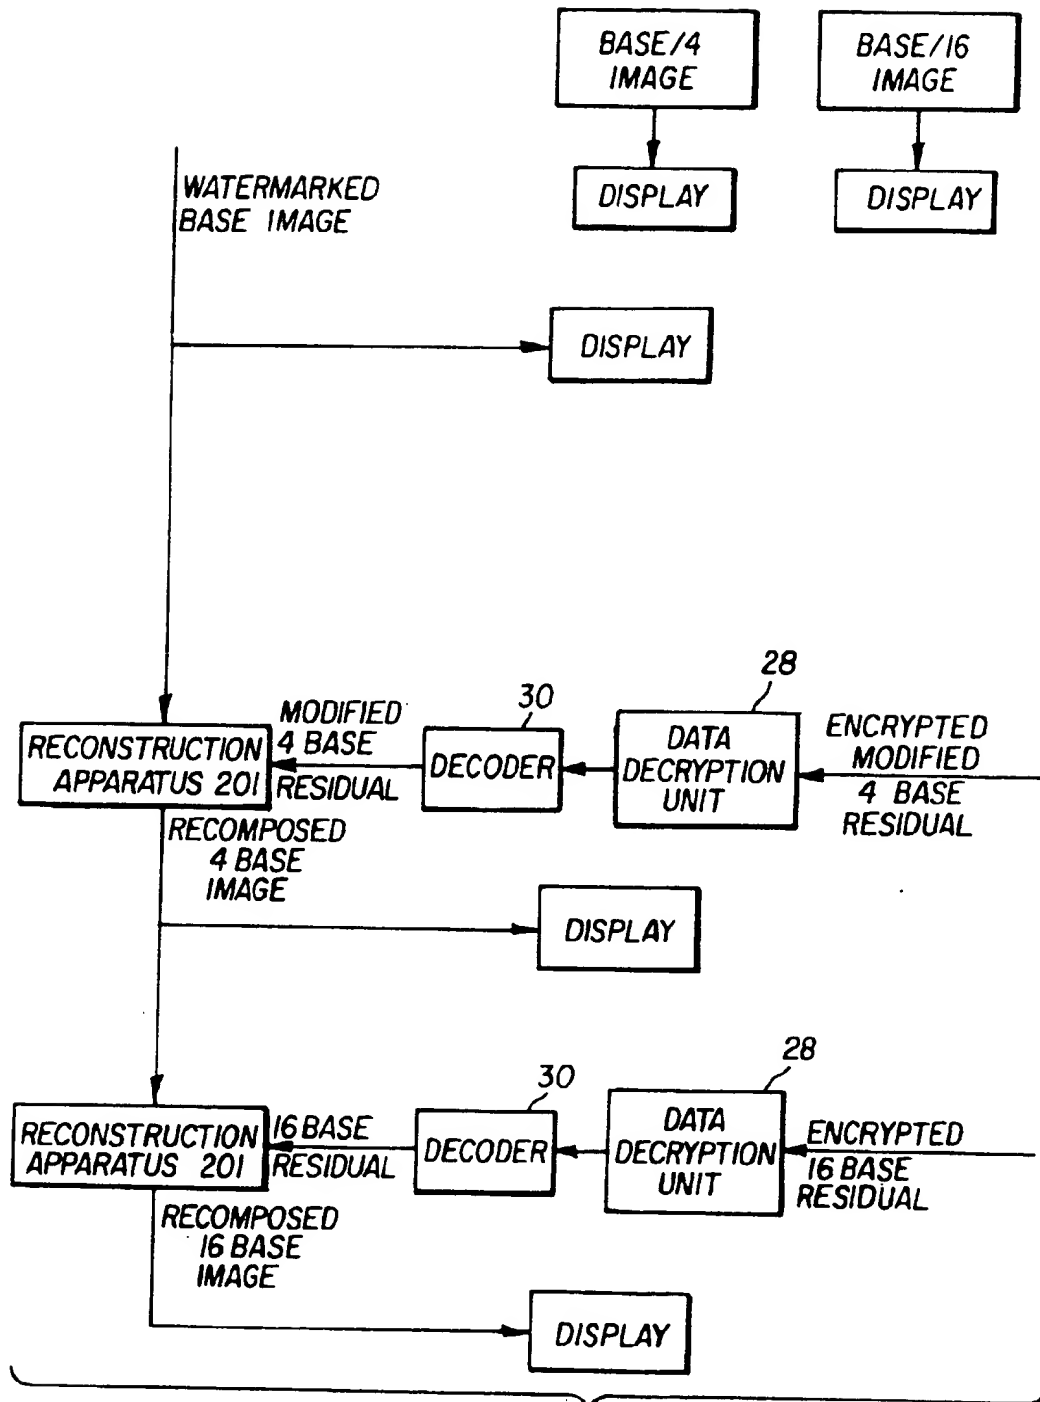 BASE/4
IMAGE
BASE/16
IMAGE
DISPLAY
DISPLAY
WATERMARKED
BASE IMAGE
DISPLAY
28
30
MODIFIED
4 BASE
RESIDUAL
ENCRYPTED
MODIFIED
4 BASE
RESIDUAL
RECONSTRUCTION
APPARATUS 201
DECODER
DATA
DECRYPTION
UNIT
RECOMPOSED
4 BASE
IMAGE
DISPLAY
28
30
RECONSTRUCTION
APPARATUS 201
16 BASE
RESIDUAL
DECODER
DATA
DECRYPTION
UNIT
ENCRYPTED
16 BASE
RESIDUAL
RECOMPOSED
16 BASE
IMAGE
DISPLAY